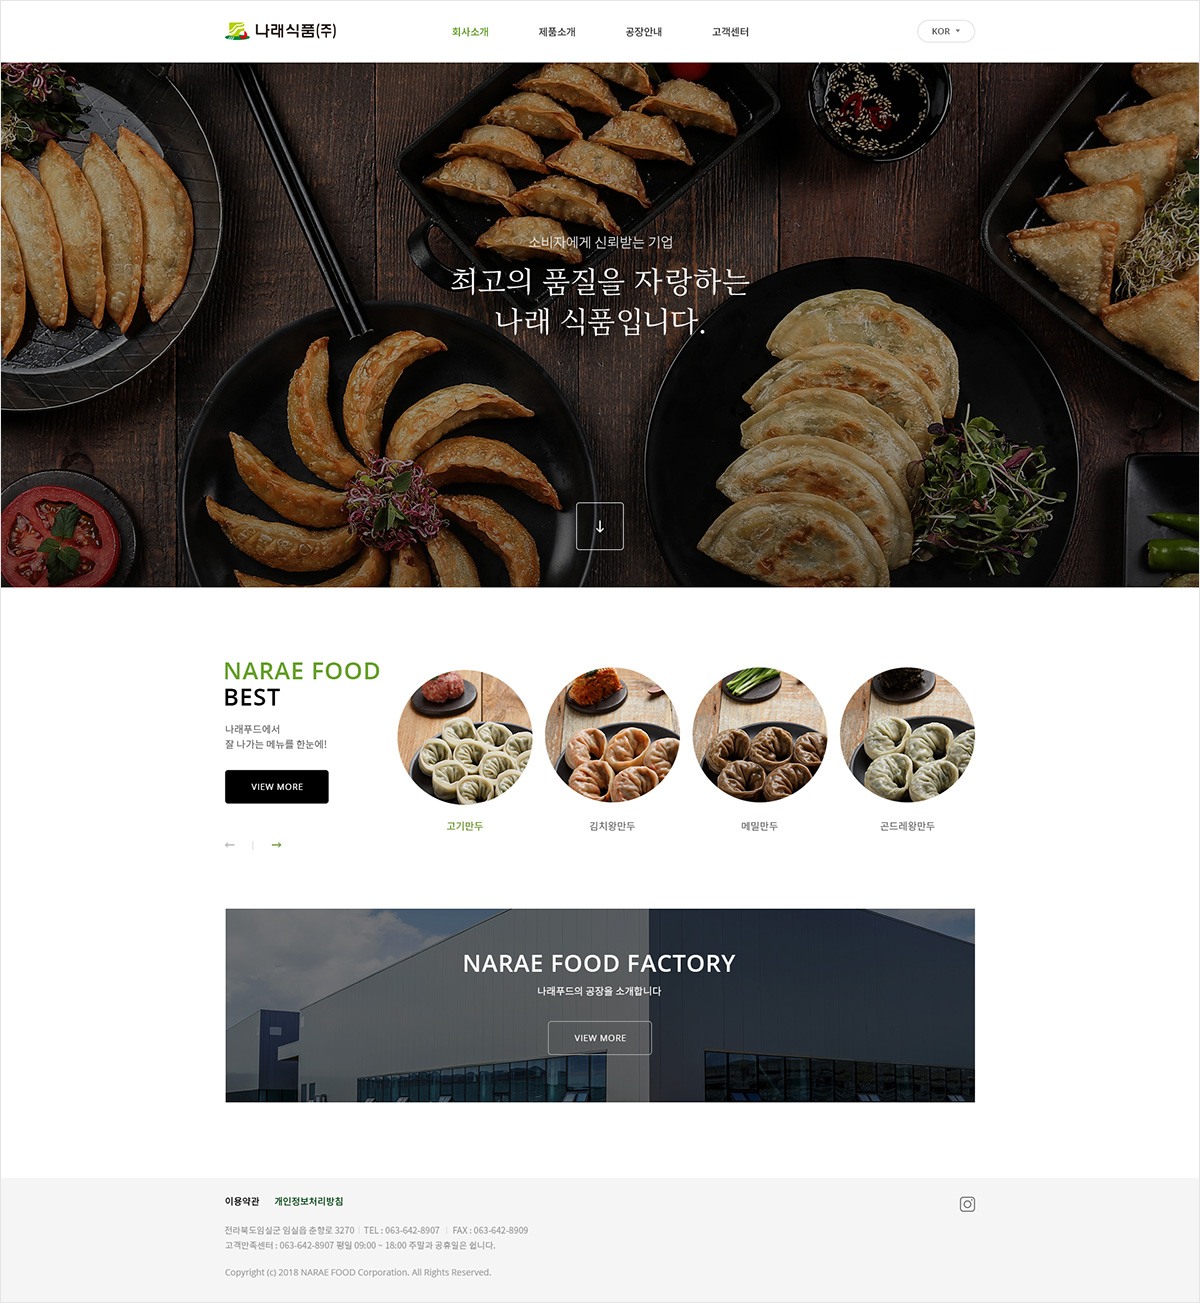 나래식품(주)
회사소개
제품소개
공장안내
고객센터
KOR
소비자에게 신뢰받는 기업
최고의 품질을 자랑하는
나래 식품입니다.
NARAE FOOD
BEST
나래푸드에서
잘 나가는 메뉴를 한눈에!
VIEW MORE
고기만두
김치왕만두
메밀만두
곤드레왕만두
NARAE FOOD FACTORY
나래푸드의 공장을 소개합니다
VIEW MORE
이용약관
개인정보처리방침
전라북도임실군 임실읍 춘향로 3270 | TEL : 063-642-8907 | FAX : 063-642-8909
고객만족센터 : 063-642-8907 평일 09:00 ~ 18:00 주말과 공휴일은 쉽니다.
Copyright (c) 2018 NARAE FOOD Corporation. All Rights Reserved.